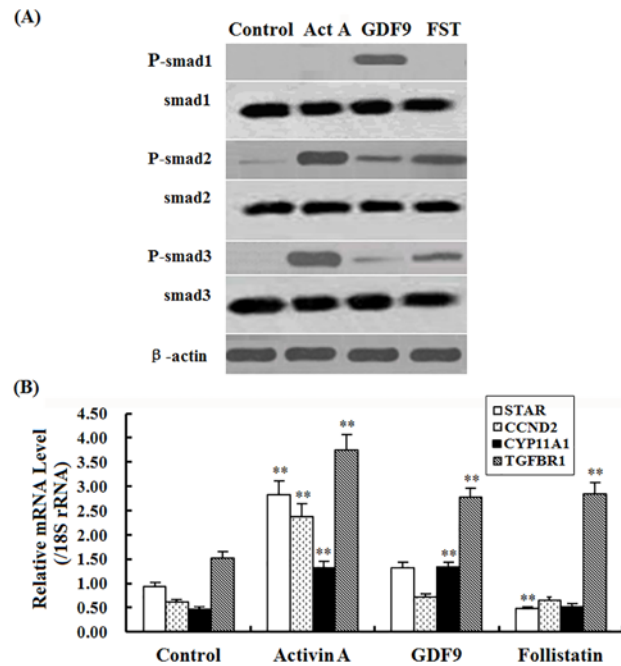 (A)
Control Act A GDF9 FST
P-smad1
smad1
P-smad2
smad2
P-smad3
smad3
β-actin
(B)
Relative mRNA Level
(/18S rRNA)
4.50
4.00
3.50
3.00
2.50
2.00
1.50
1.00
0.50
0.00
STAR
CCND2
CYP11A1
TGFBR1
** ** ** **
** **
** **
Control Activin A GDF9 Follistatin